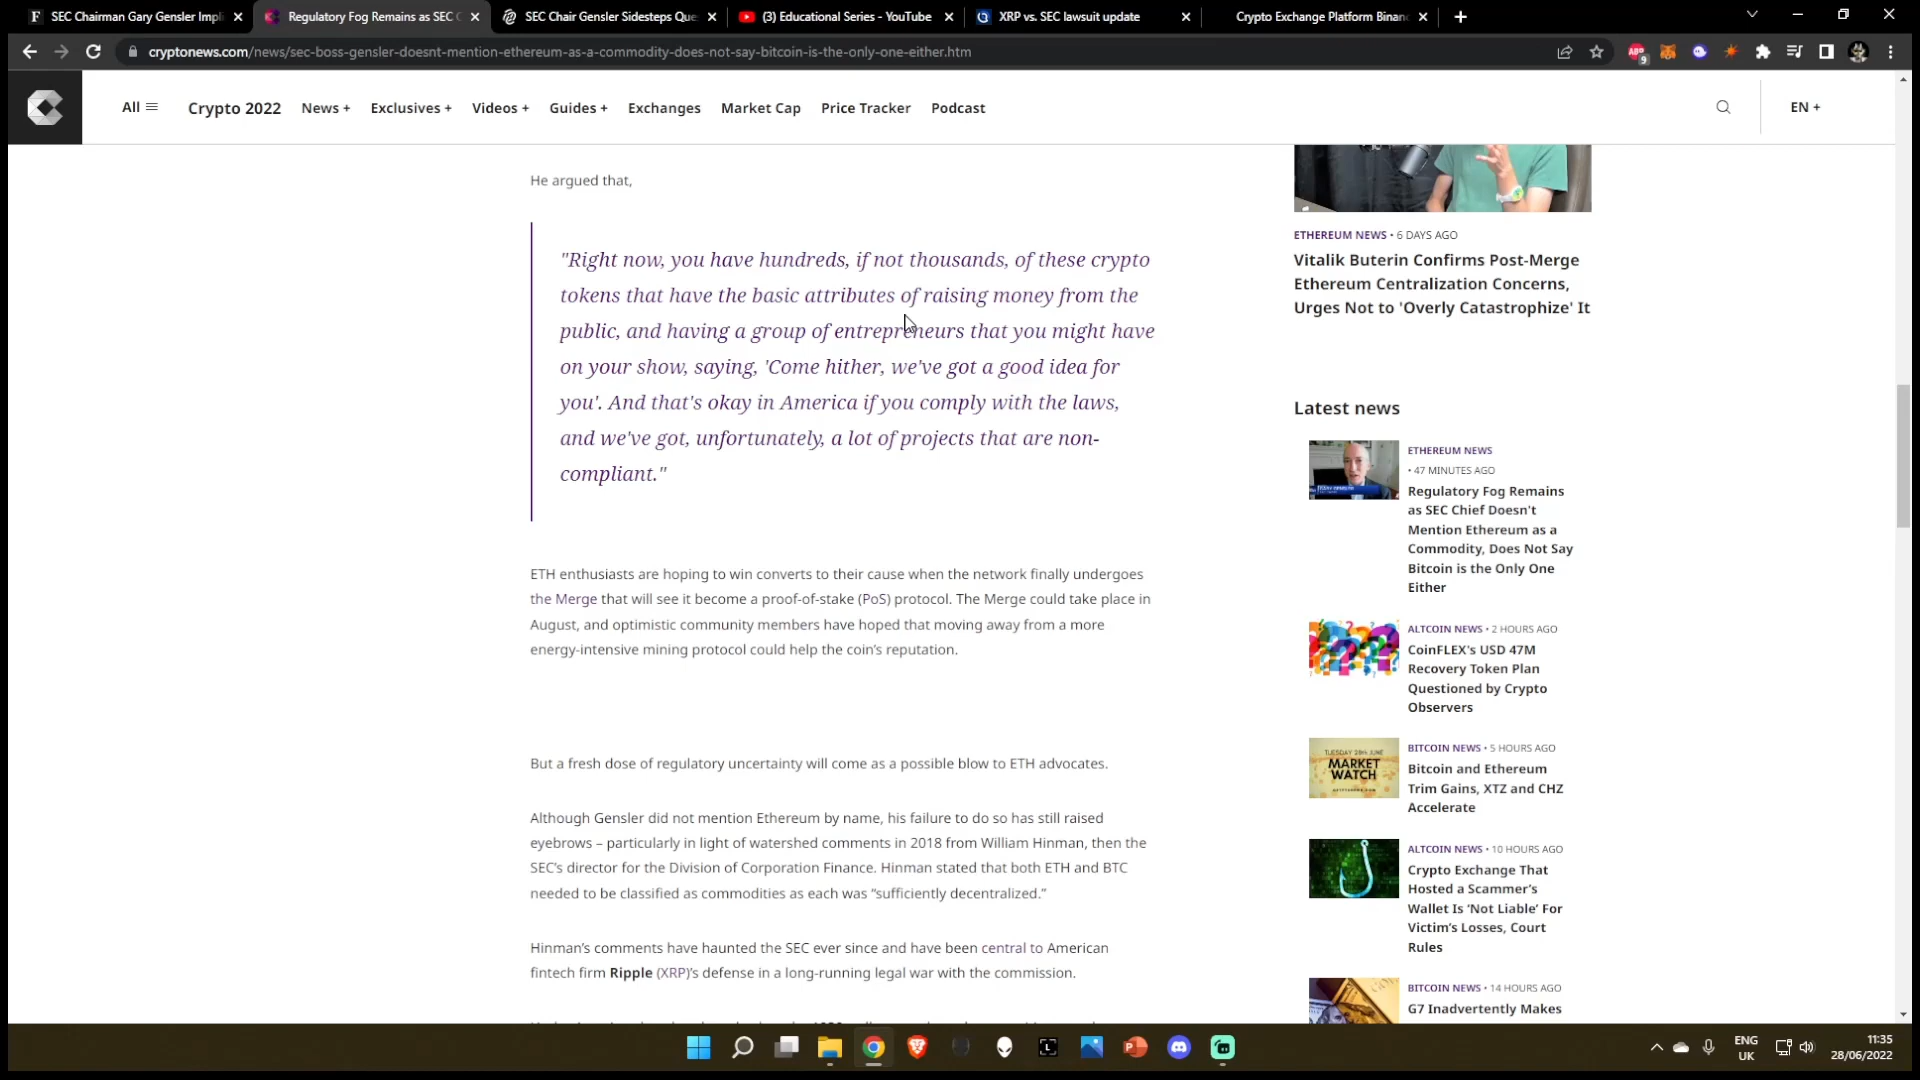 SEC Chairman Gary Gensler Impli
Regulatory Fog Remains as SEC C
SEC Chair Gensler Sidesteps Que
(3) Educational Series - YouTube
XRP vs. SEC lawsuit update
Crypto Exchange Platform Binanc
cryptonews.com/news/sec-boss-gensler-doesnt-mention-ethereum-as-a-commodity-does-not-say-bitcoin-is-the-only-one-either.htm
9
All
Crypto 2022
News +
Exclusives +
Videos +
Guides +
Exchanges
Market Cap
Price Tracker
Podcast
EN +
He argued that,
"Right now, you have hundreds, if not thousands, of these crypto
tokens that have the basic attributes of raising money from the
public, and having a group of entrepreneurs that you might have
on your show, saying, 'Come hither, we've got a good idea for
you'. And that's okay in America if you comply with the laws,
and we've got, unfortunately, a lot of projects that are non-
compliant."
ETH enthusiasts are hoping to win converts to their cause when the network finally undergoes
the Merge that will see it become a proof-of-stake (PoS) protocol. The Merge could take place in
August, and optimistic community members have hoped that moving away from a more
energy-intensive mining protocol could help the coin's reputation.
But a fresh dose of regulatory uncertainty will come as a possible blow to ETH advocates.
Although Gensler did not mention Ethereum by name, his failure to do so has still raised
eyebrows – particularly in light of watershed comments in 2018 from William Hinman, then the
SEC's director for the Division of Corporation Finance. Hinman stated that both ETH and BTC
needed to be classified as commodities as each was “sufficiently decentralized.”
Hinman's comments have haunted the SEC ever since and have been central to American
fintech firm Ripple (XRP)'s defense in a long-running legal war with the commission.
ETHEREUM NEWS • 6 DAYS AGO
Vitalik Buterin Confirms Post-Merge
Ethereum Centralization Concerns,
Urges Not to 'Overly Catastrophize' It
Latest news
ETHEREUM NEWS
• 47 MINUTES AGO
Regulatory Fog Remains
as SEC Chief Doesn't
Mention Ethereum as a
Commodity, Does Not Say
Bitcoin is the Only One
Either
ALTCOIN NEWS • 2 HOURS AGO
CoinFLEX's USD 47M
Recovery Token Plan
Questioned by Crypto
Observers
TUESDAY 28TH JUNE
MARKET
WATCH
BITCOIN NEWS • 5 HOURS AGO
Bitcoin and Ethereum
Trim Gains, XTZ and CHZ
Accelerate
ALTCOIN NEWS • 10 HOURS AGO
Crypto Exchange That
Hosted a Scammer's
Wallet Is ‘Not Liable’ For
Victim's Losses, Court
Rules
BITCOIN NEWS • 14 HOURS AGO
G7 Inadvertently Makes
ENG
UK
11:35
28/06/2022